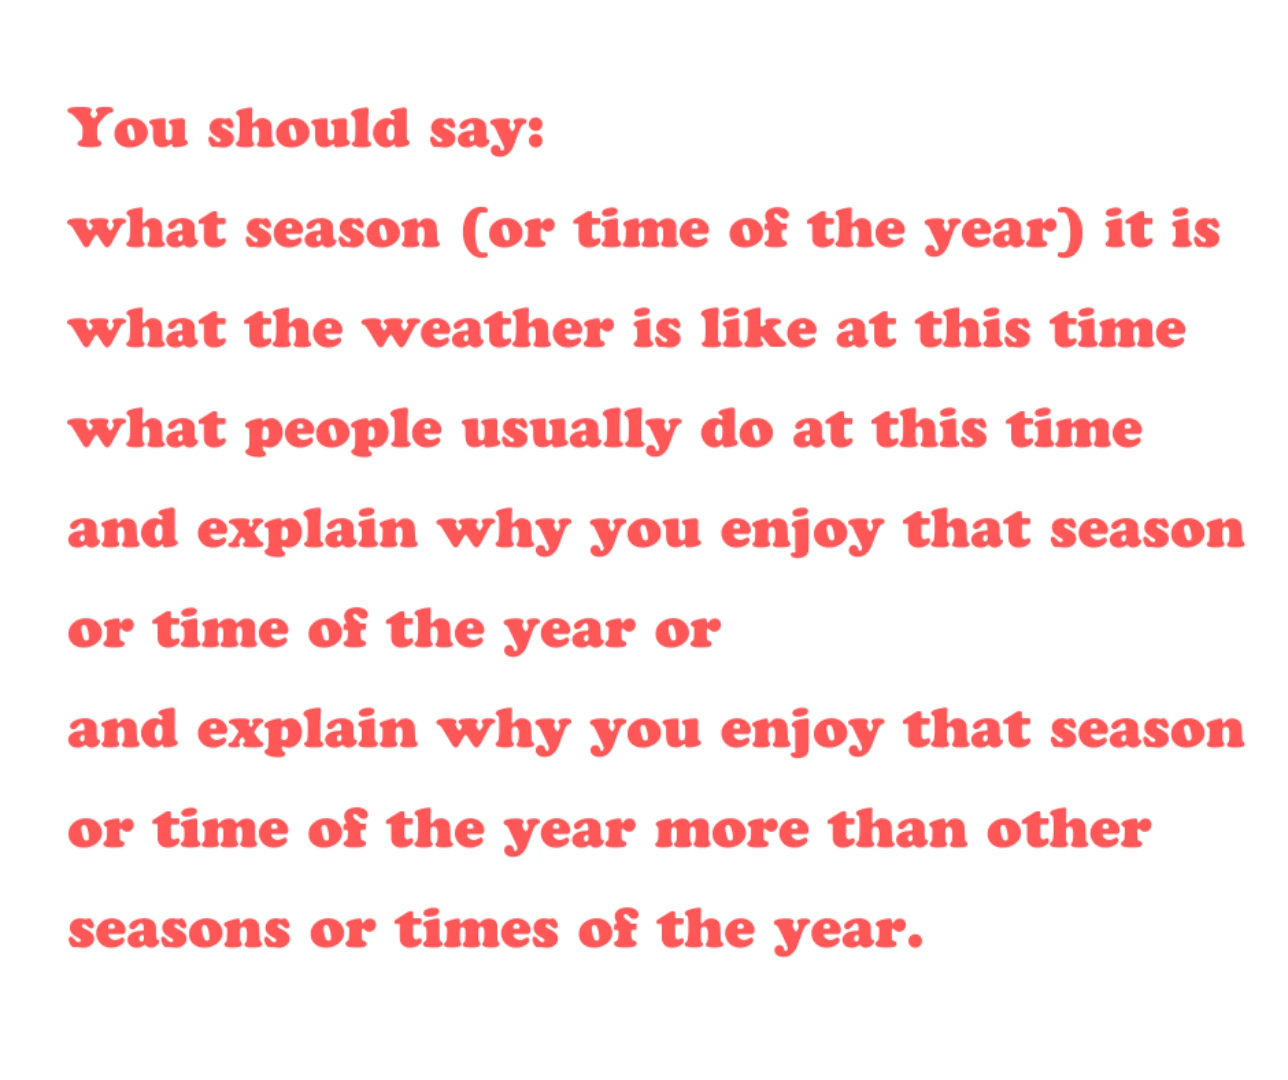 You should say:
what season (or time of the year) it is
what the weather is like at this time
what people usually do at this time
and explain why you enjoy that season
or time of the year or
and explain why you enjoy that season
or time of the year more than other
seasons or times of the year.